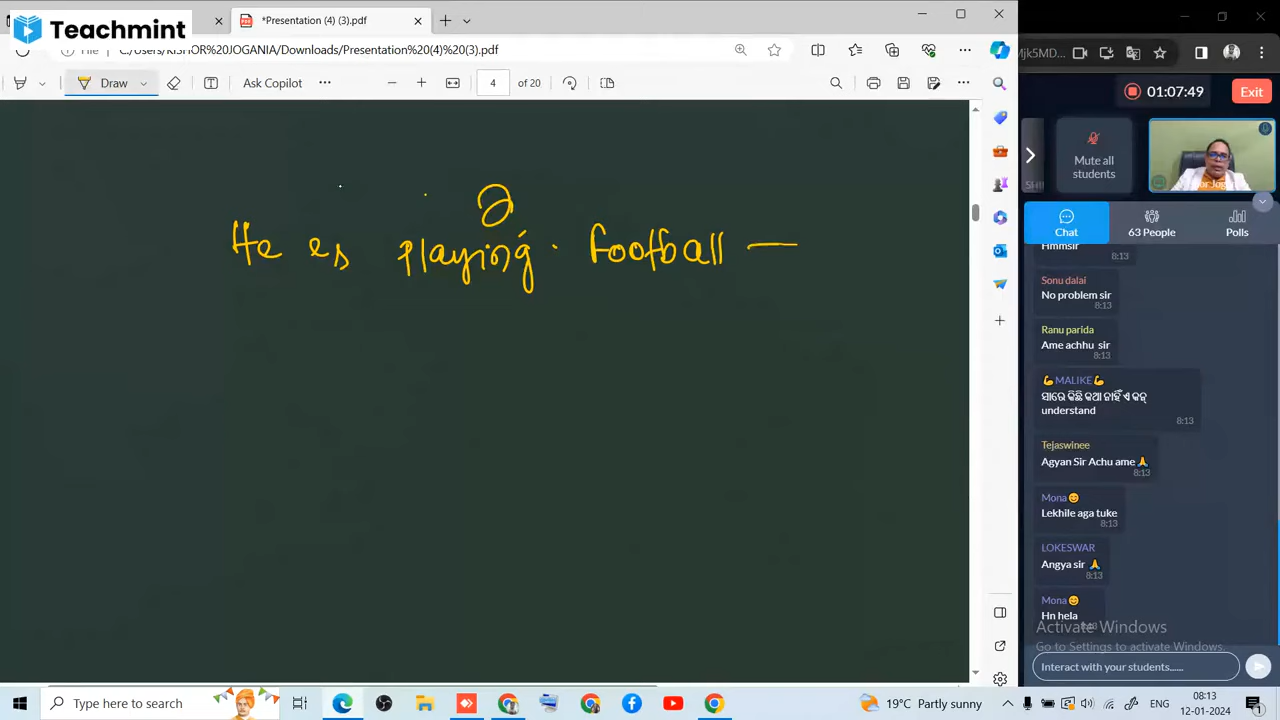 Teachmint
*Presentation (4) (3).pdf
File
C:/Users/KISHOR%20JOGANIA/Downloads/Presentation%20(4)%20(3).pdf
Draw
Ask Copilot
4 of 20
He is playing. football —
Mjk5MD...
01:07:49
Exit
Mute all students
Chat
63 People
Polls
Hmmsir
8:13
Sonu dalai
No problem sir
8:13
Ranu parida
Ame achhu sir
8:13
💪MALIKE💪
ସାରେ କିଛି କଥା ନାହିଁ ଏ କନ୍
understand
8:13
Tejaswinee
Agyan Sir Achu ame🙏
8:13
Mona😊
Lekhile aga tuke
8:13
LOKESWAR
Angya sir 🙏
8:13
Mona😊
Hn hela
8:13
Activate Windows
Go to Settings to activate Windows.
Interact with your students......
Type here to search
19°C Partly sunny
08:13
12-01-2024